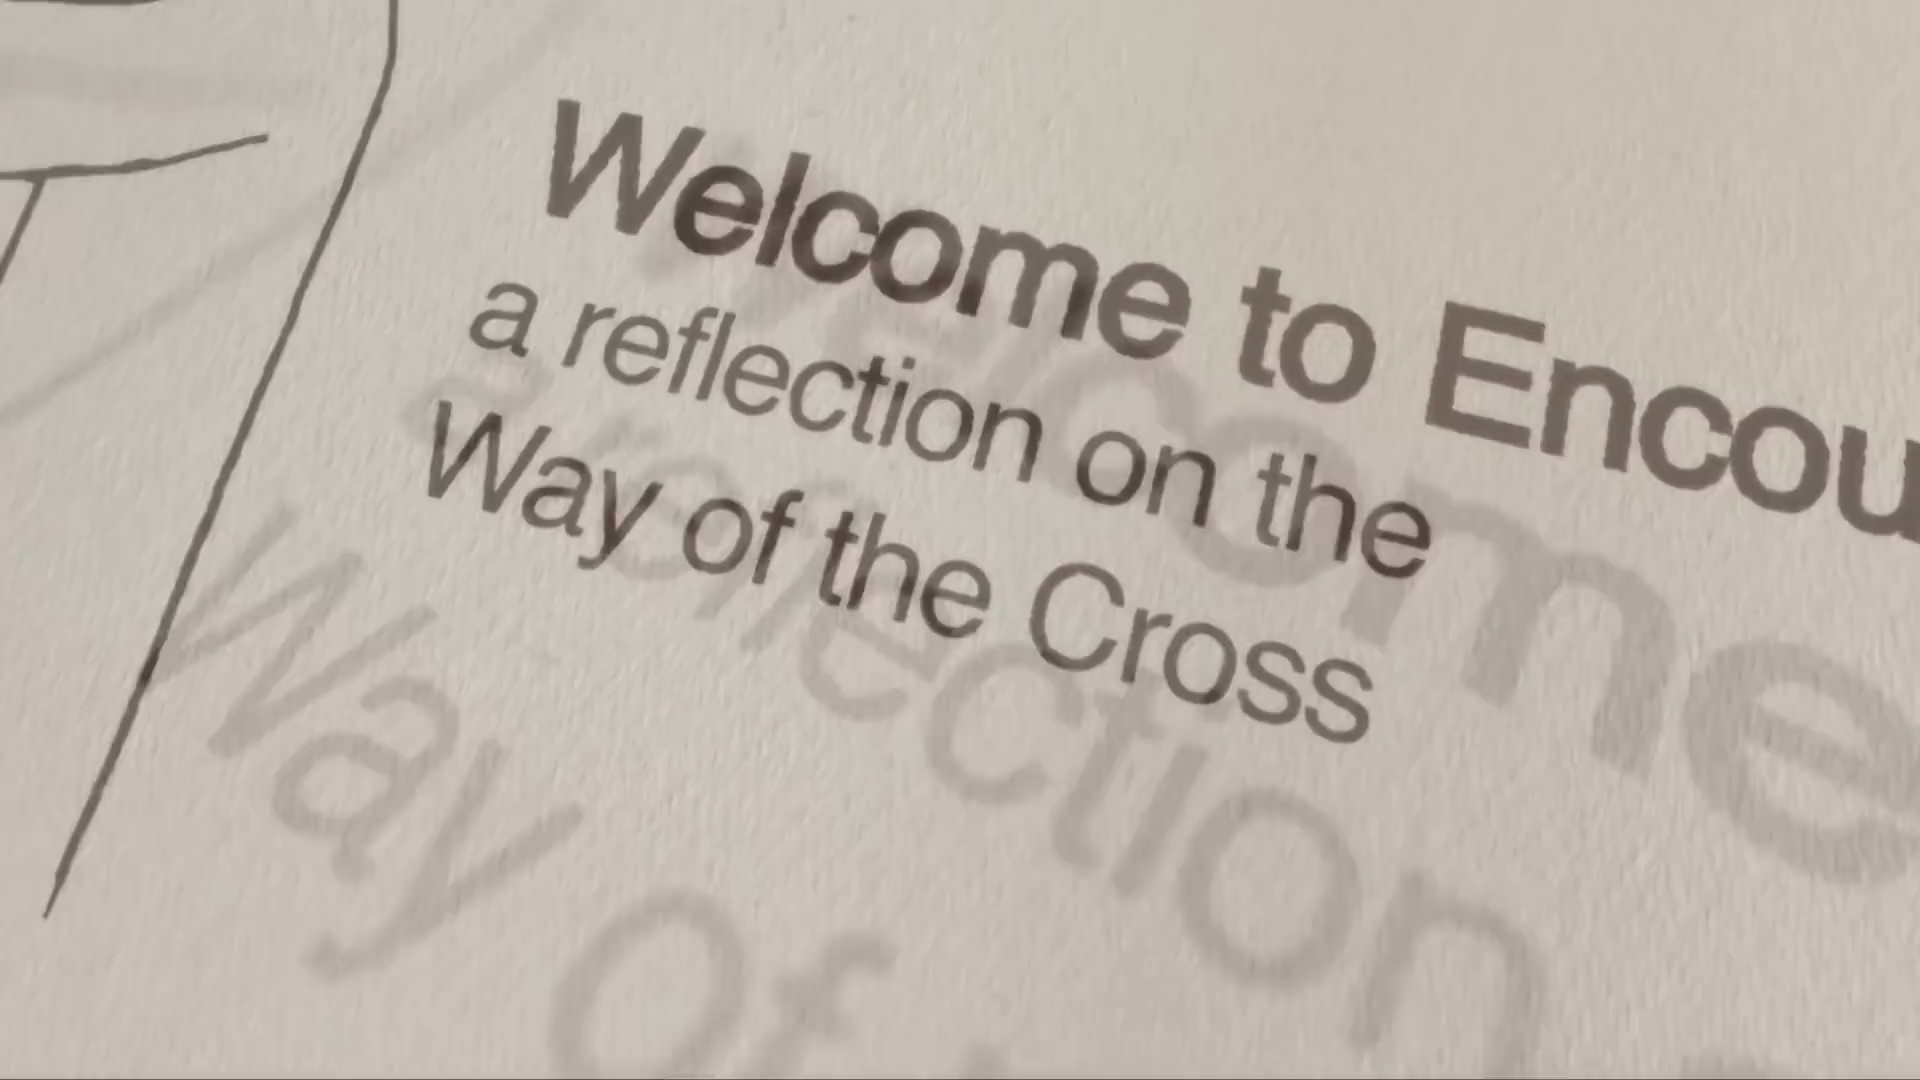 Welcome to Encou
a reflection on the
Way of the Cross